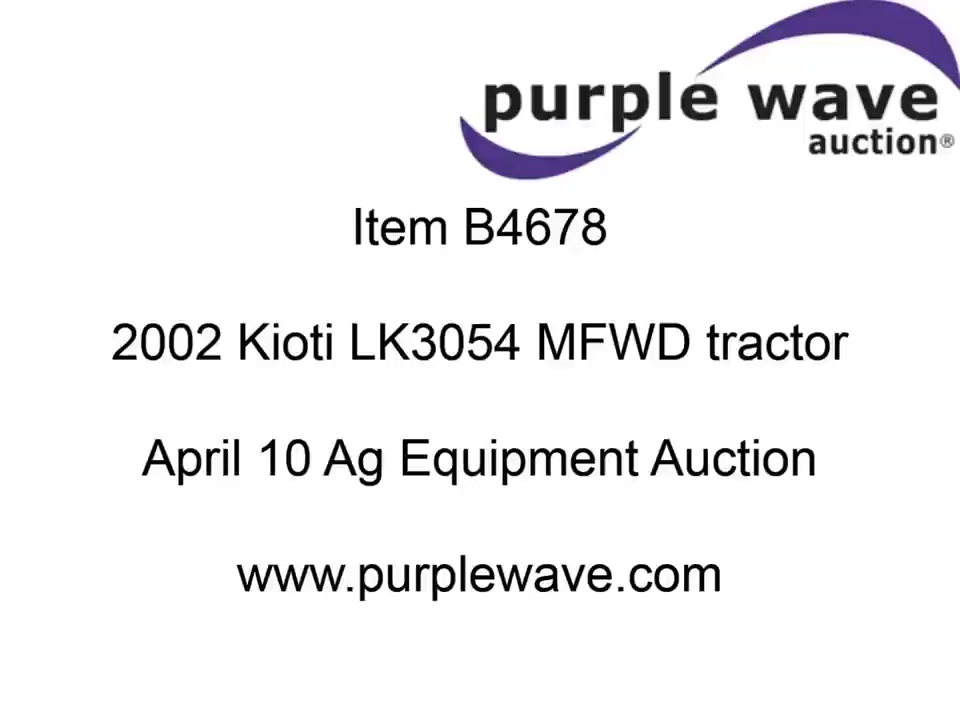 purple wave
auction®
Item B4678
2002 Kioti LK3054 MFWD tractor
April 10 Ag Equipment Auction
www.purplewave.com